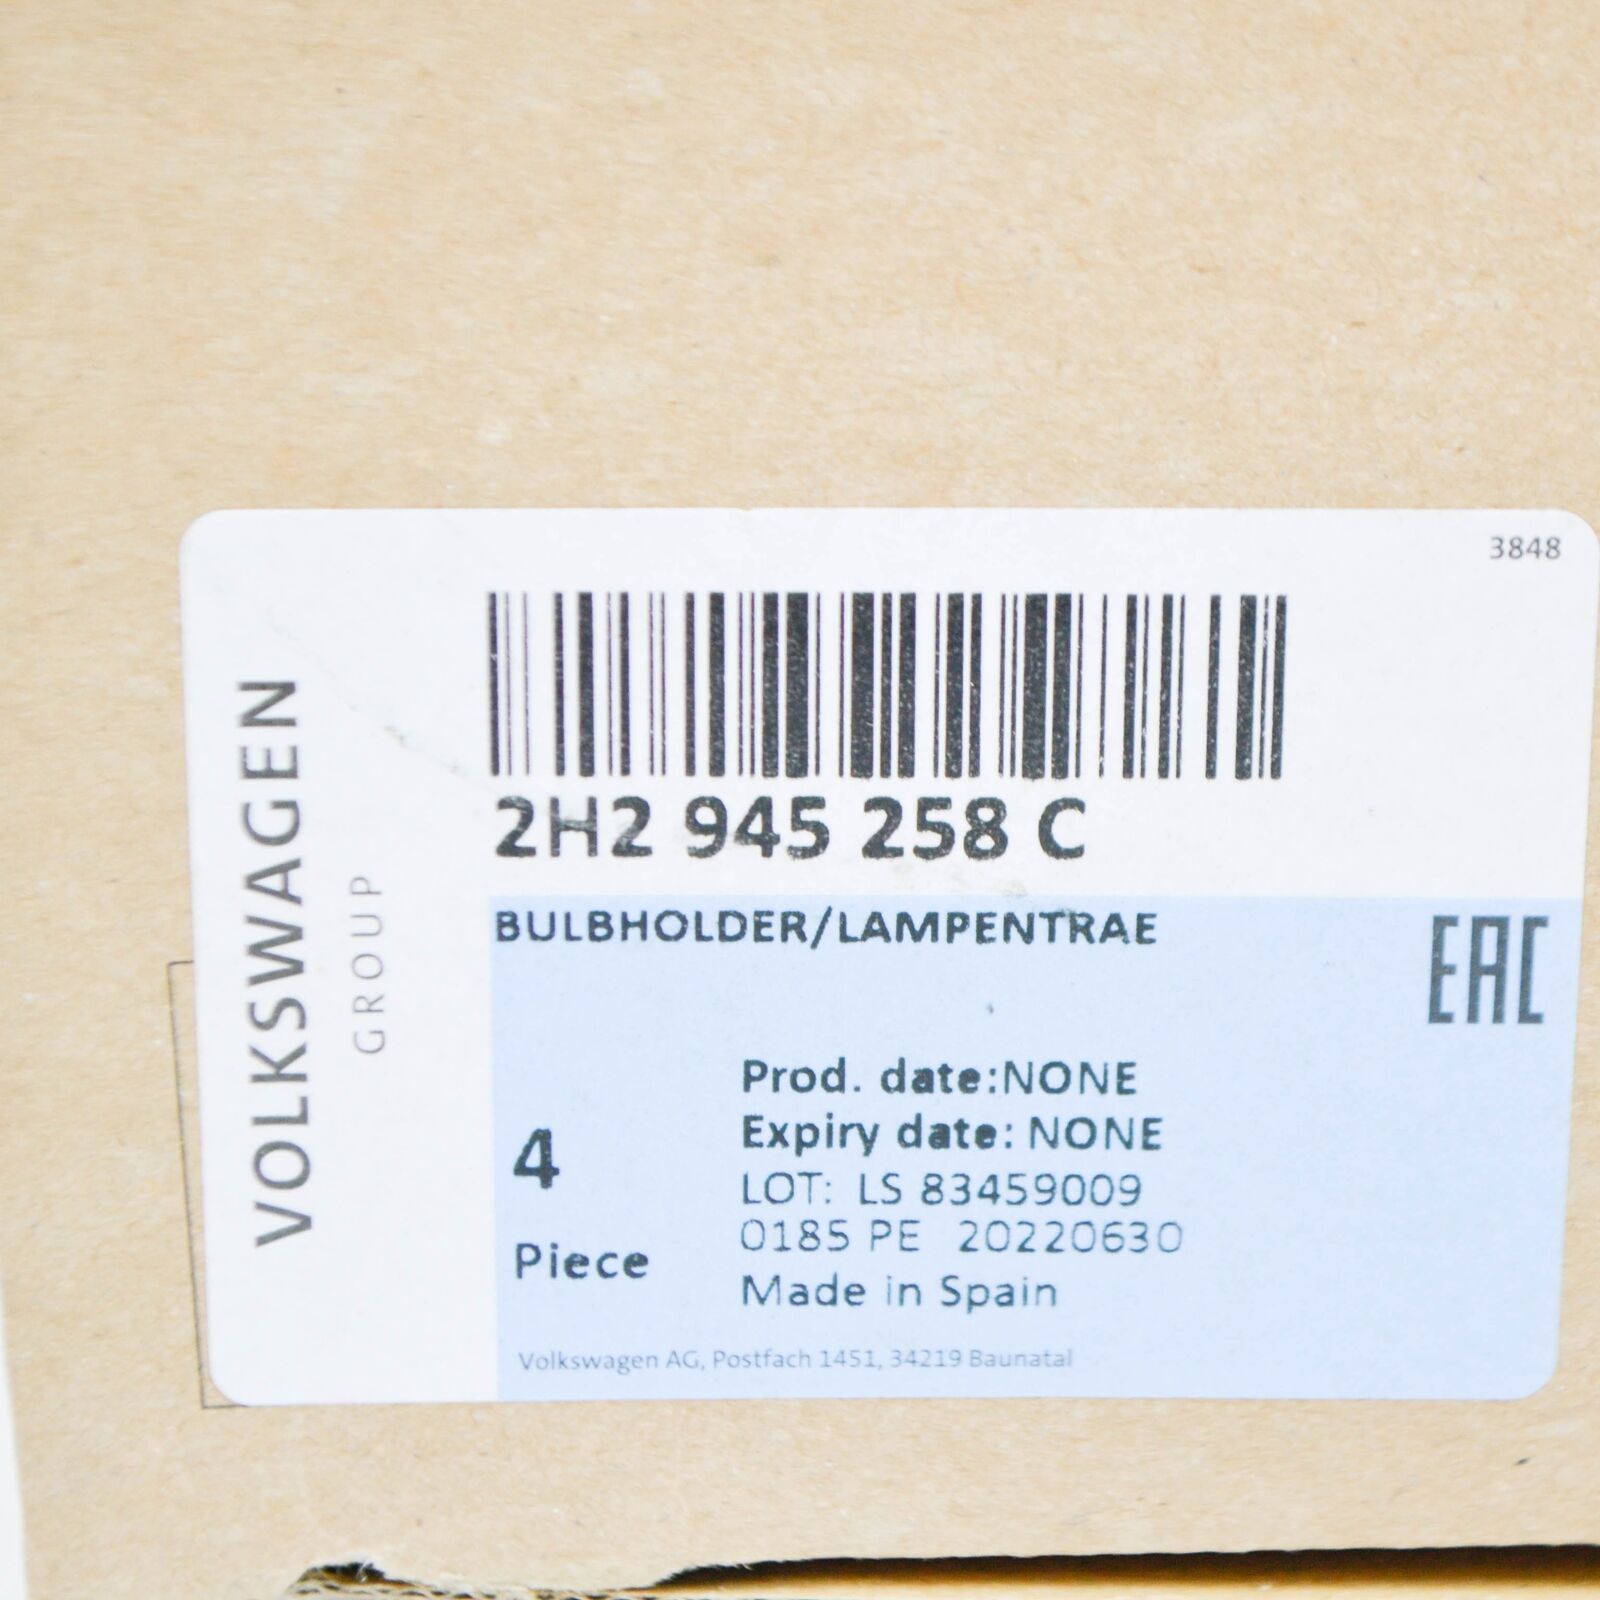 3848
VOLKSWAGEN
GROUP
2H2 945 258 C
BULBHOLDER/LAMPENTRAE
EAC
Prod. date:NONE
Expiry date: NONE
4
Piece
LOT: LS 83459009
0185 PE 20220630
Made in Spain
Volkswagen AG, Postfach 1451, 34219 Baunatal